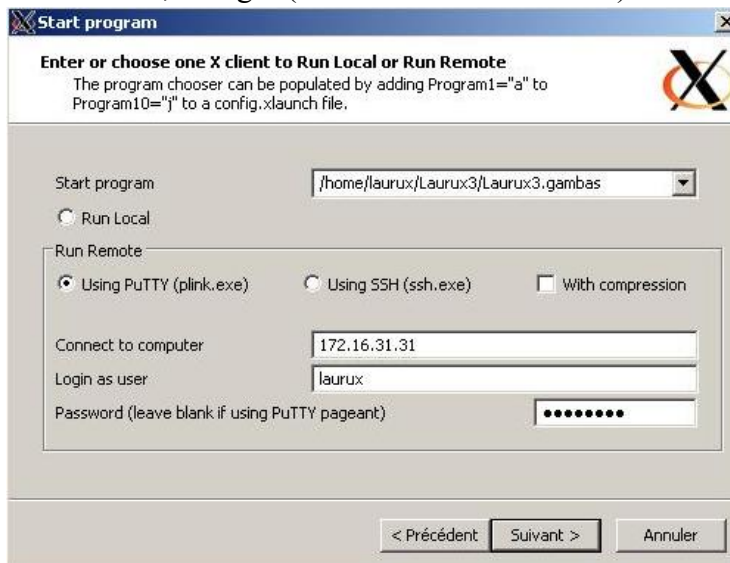 Start program
Enter or choose one X client to Run Local or Run Remote
The program chooser can be populated by adding Program1="a" to
Program10="j" to a config.xlaunch file.
Start program
/home/laurux/Laurux3/Laurux3.gambas
Run Local
Run Remote
Using PuTTY (plink.exe)
Using SSH (ssh.exe)
With compression
Connect to computer
172.16.31.31
Login as user
laurux
Password (leave blank if using PuTTY pageant)
●●●●●●●●
< Précédent
Suivant >
Annuler